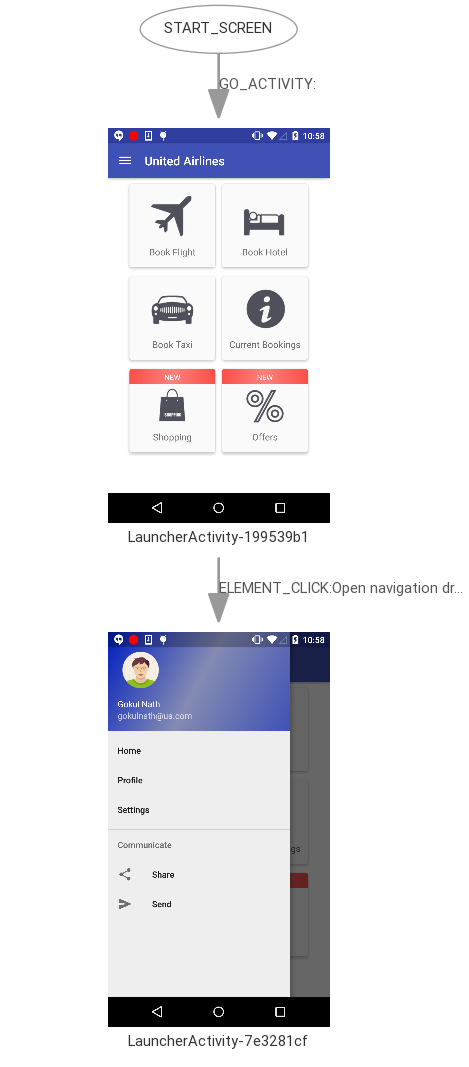 START_SCREEN
GO_ACTIVITY:
10:58
United Airlines
Book Flight
Book Hotel
Book Taxi
Current Bookings
NEW
NEW
SHOPPING
Shopping
Offers
LauncherActivity-199539b1
ELEMENT_CLICK:Open navigation dr...
10:58
Gokul Nath
gokulnath@ua.com
Home
Profile
Settings
gs
Communicate
Share
Send
LauncherActivity-7e3281cf